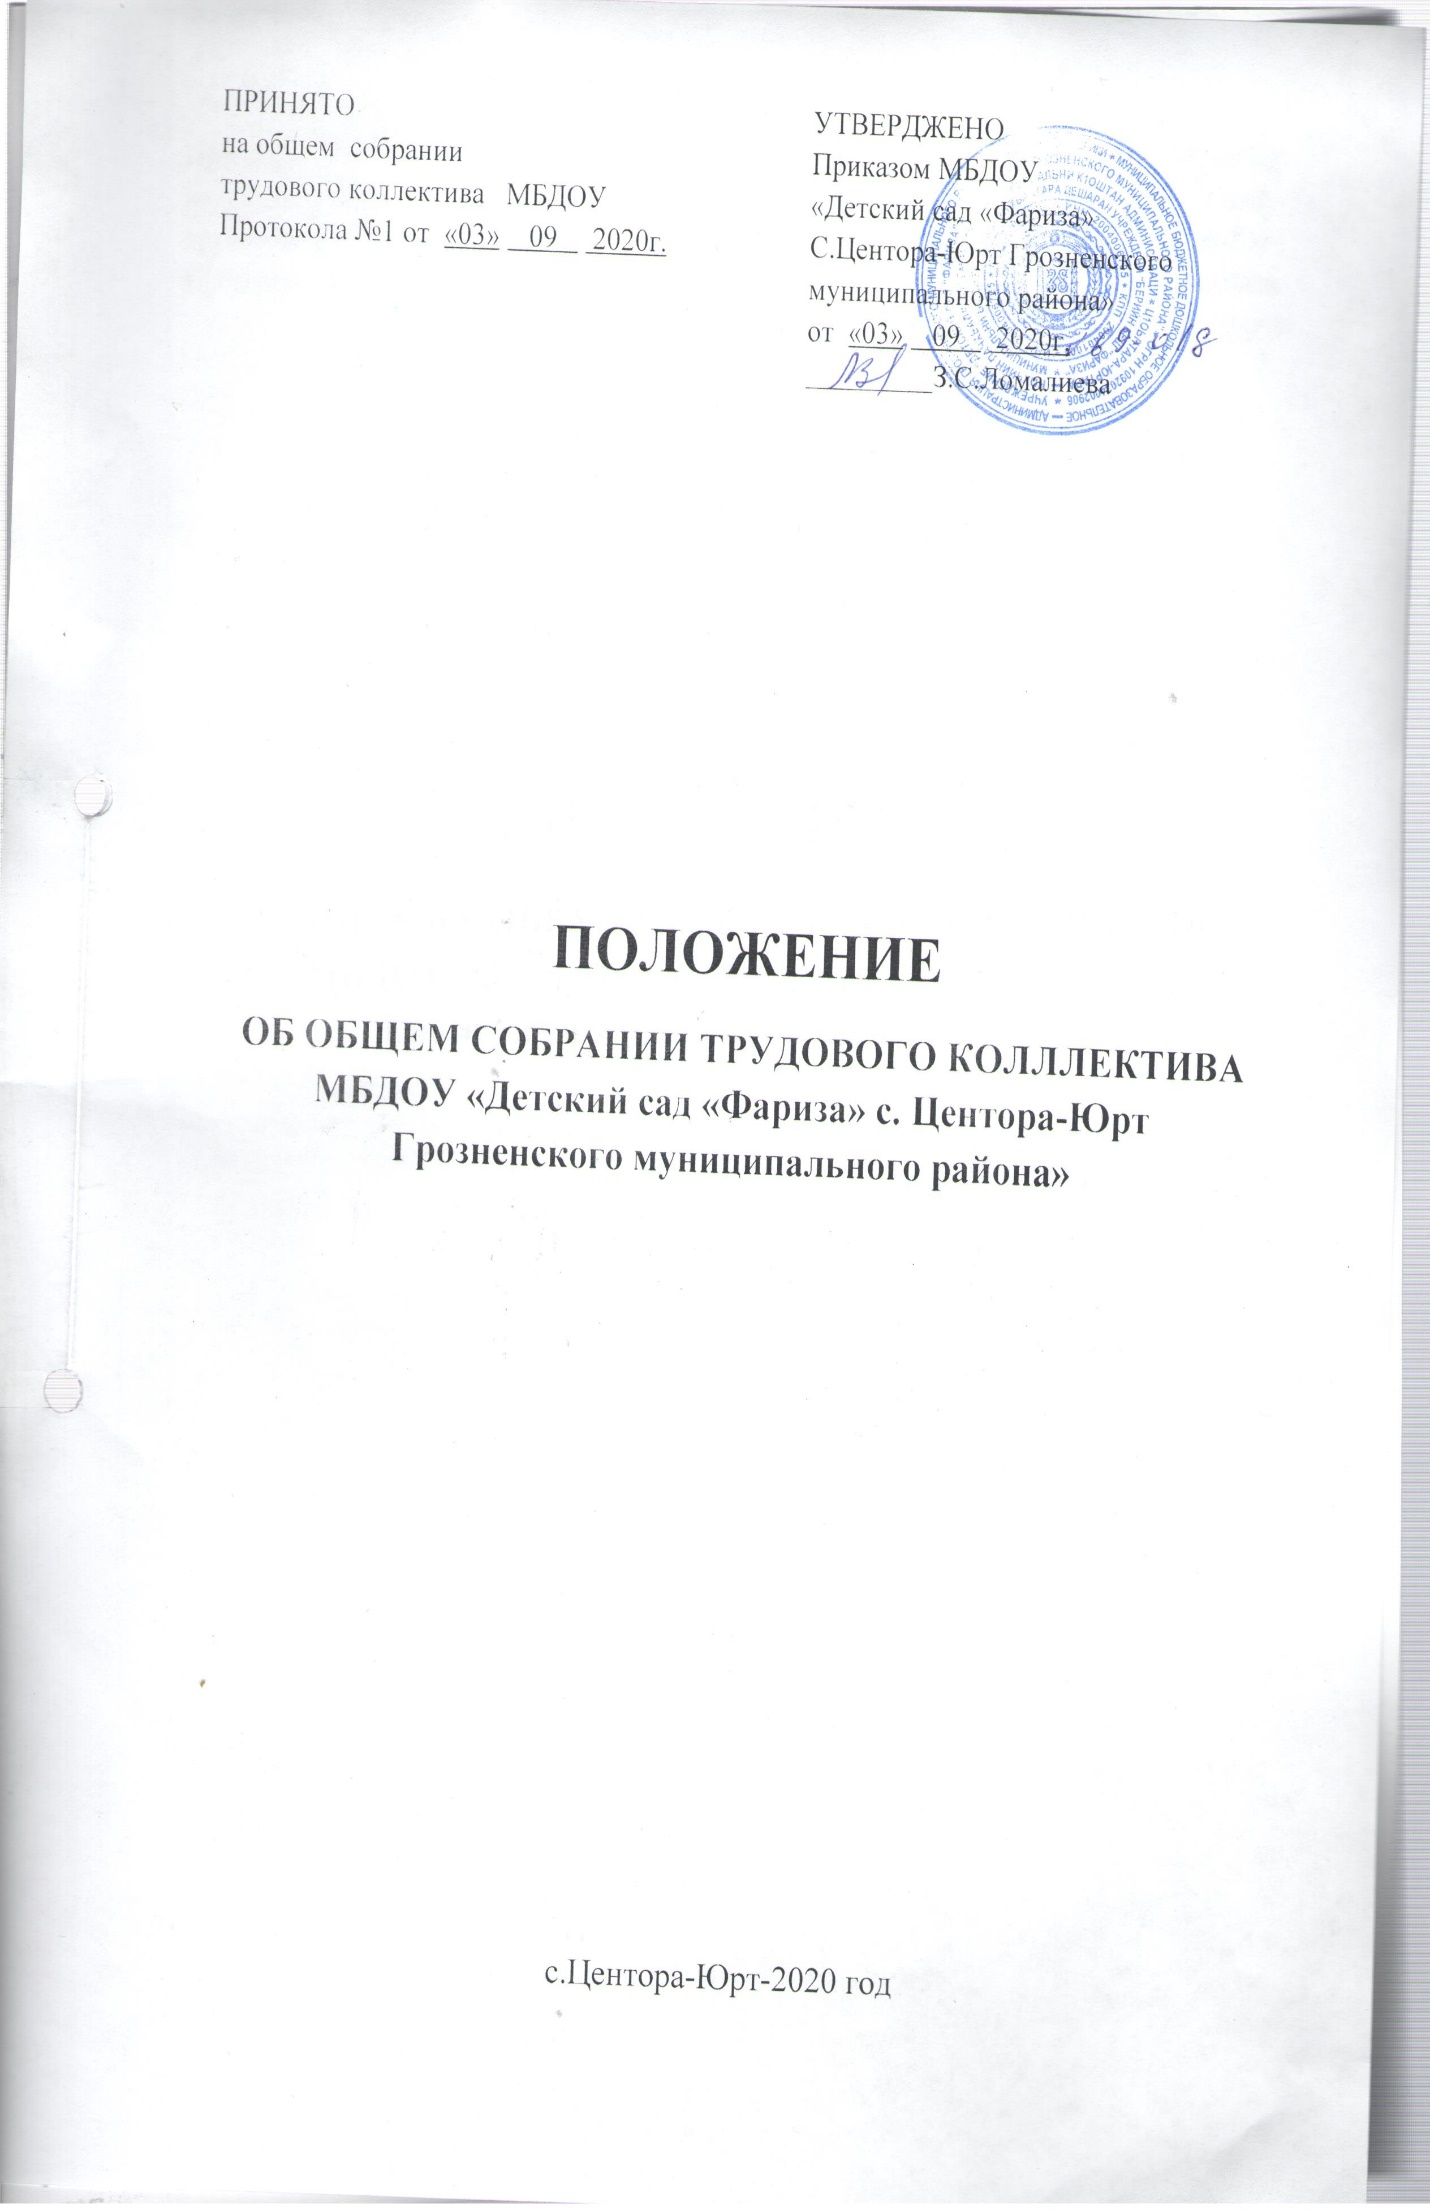 ПРИНЯТО
на общем собрании
трудового коллектива МБДОУ
Протокола №1 от «03» 09 2020г.
УТВЕРЖДЕНО
Приказом МБДОУ
«Детский сад «Фариза»
С.Центора-Юрт Грозненского
муниципального района»
от «03» 09 2020г.
З.С.Ломалиева
ПОЛОЖЕНИЕ
ОБ ОБЩЕМ СОБРАНИИ ТРУДОВОГО КОЛЛЛЕКТИВА
МБДОУ «Детский сад «Фариза» с. Центора-Юрт
Грозненского муниципального района»
с.Центора-Юрт-2020 год